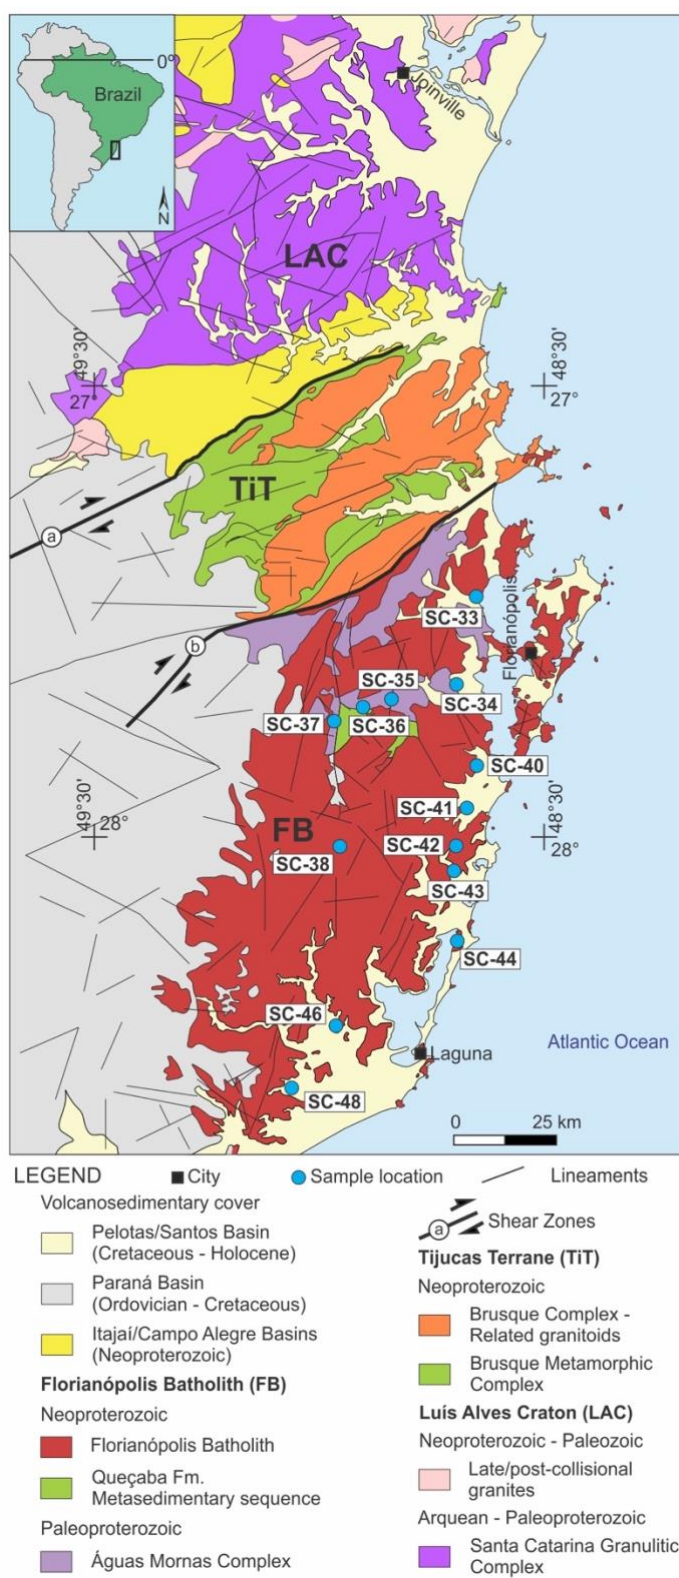 0°
Brazil
N
Joinville
LAC
49°30'
27°
48°30'
27°
TiT
a
b
SC-33
Florianópolis
SC-35
SC-34
SC-37
SC-36
SC-40
49°30'
28°
SC-41
48°30'
28°
FB
SC-42
SC-38
SC-43
SC-44
SC-46
Atlantic Ocean
Laguna
SC-48
0 25 km
LEGEND City Sample location Lineaments
Volcanosedimentary cover
Pelotas/Santos Basin
(Cretaceous - Holocene)
Paraná Basin
(Ordovician - Cretaceous)
Itajaí/Campo Alegre Basins
(Neoproterozoic)
Florianópolis Batholith (FB)
Neoproterozoic
Florianópolis Batholith
Queçaba Fm.
Metasedimentary sequence
Paleoproterozoic
Águas Mornas Complex
a Shear Zones
Tijucas Terrane (TiT)
Neoproterozoic
Brusque Complex -
Related granitoids
Brusque Metamorphic
Complex
Luís Alves Craton (LAC)
Neoproterozoic - Paleozoic
Late/post-collisional
granites
Arquean - Paleoproterozoic
Santa Catarina Granulitic
Complex